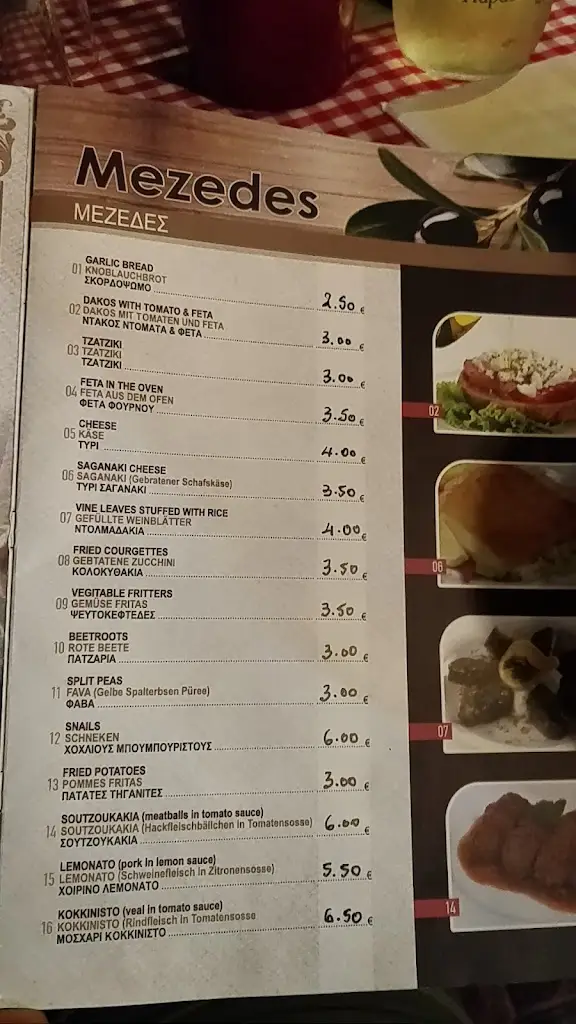 Mezedes
ΜΕΖΕΔΕΣ
GARLIC BREAD
01 KNOBLAUCHBROT
ΣΚΟΡΔΟΨΩΜΟ 2.50 €
DAKOS WITH TOMATO & FETA
02 DAKOS MIT TOMATEN UND FETA
ΝΤΑΚΟΣ ΝΤΟΜΑΤΑ & ΦΕΤΑ 3.00 €
TZATZIKI
03 TZATZIKI
TZATZIKI 3.00 €
FETA IN THE OVEN
04 FETA AUS DEM OFEN
ΦΕΤΑ ΦΟΥΡΝΟΥ 3.50 €
CHEESE
05 KÄSE
ΤΥΡΙ 4.00 €
SAGANAKI CHEESE
06 SAGANAKI (Gebratener Schafskäse)
ΤΥΡΙ ΣΑΓΑΝΑΚΙ 3.50 €
VINE LEAVES STUFFED WITH RICE
07 GEFÜLLTE WEINBLÄTTER
ΝΤΟΛΜΑΔΑΚΙΑ 4.00 €
FRIED COURGETTES
08 GEBTATENE ZUCCHINI
ΚΟΛΟΚΥΘΑΚΙΑ 3.50 €
VEGITABLE FRITTERS
09 GEMÜSE FRITAS
ΨΕΥΤΟΚΕΦΤΕΔΕΣ 3.50 €
BEETROOTS
10 ROTE BEETE
ΠΑΤΖΑΡΙΑ 3.00 €
SPLIT PEAS
11 FAVA (Gelbe Spalterbsen Püree)
ΦΑΒΑ 3.00 €
SNAILS
12 SCHNEKEN
ΧΟΧΛΙΟΥΣ ΜΠΟΥΜΠΟΥΡΙΣΤΟΥΣ 6.00 €
FRIED POTATOES
13 POMMES FRITAS
ΠΑΤΑΤΕΣ ΤΗΓΑΝΙΤΕΣ 3.00 €
SOUTZOUKAKIA (meatballs in tomato sauce)
14 SOUTZOUKAKIA (Hackfleischbällchen in Tomatensosse)
ΣΟΥΤΖΟΥΚΑΚΙΑ 6.00 €
LEMONATO (pork in lemon sauce)
15 LEMONATO (Schweinefleisch in Zitronensosse)
ΧΟΙΡΙΝΟ ΛΕΜΟΝΑΤΟ 5.50 €
KOKKINISTO (veal in tomato sauce)
16 KOKKINISTO (Rindfleisch in Tomatensosse
ΜΟΣΧΑΡΙ ΚΟΚΚΙΝΙΣΤΟ 6.50 €
02
06
07
14